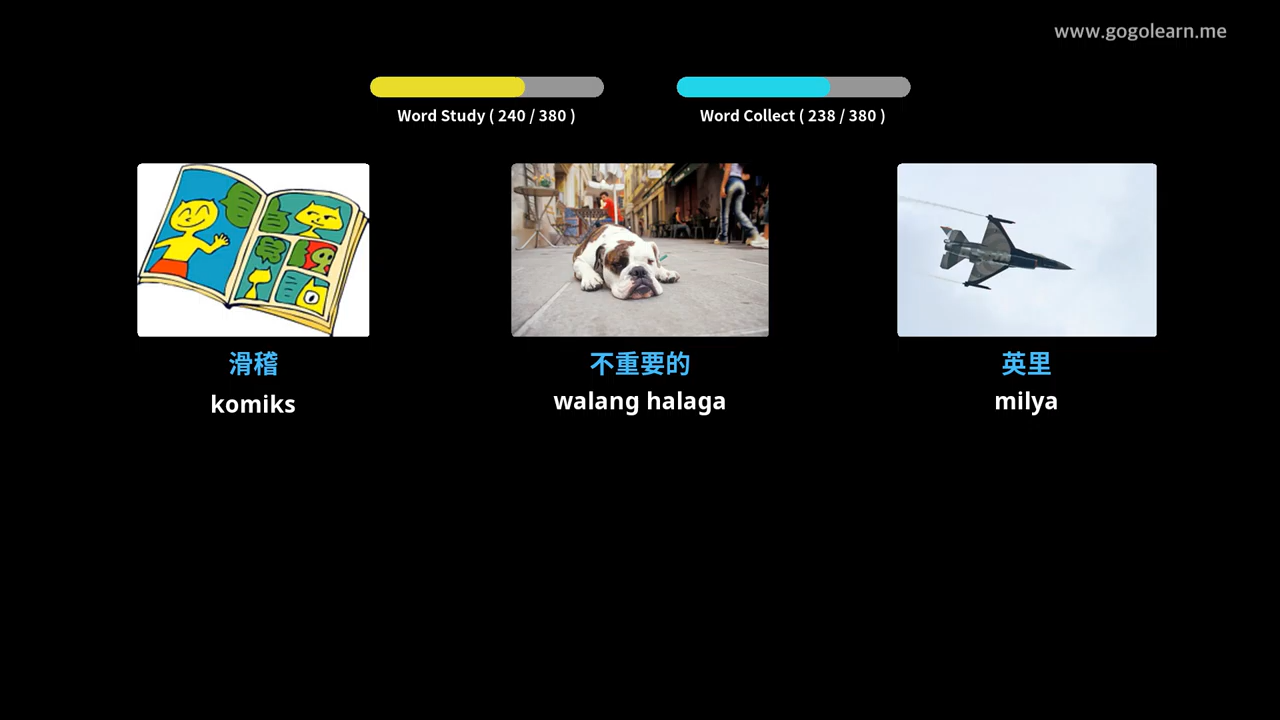 www.gogolearn.me
Word Study ( 240 / 380 )
Word Collect ( 238 / 380 )
滑稽
不重要的
英里
komiks
walang halaga
milya